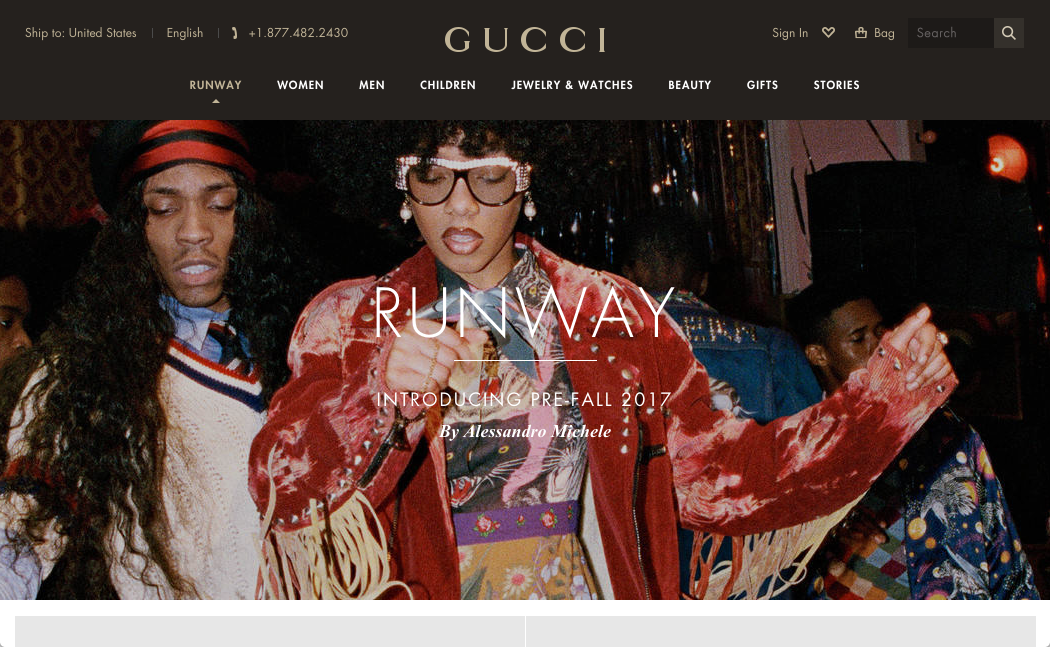 Ship to: United States
English
+1.877.482.2430
GUCCI
Sign In
Bag
Search
RUNWAY
WOMEN
MEN
CHILDREN
JEWELRY & WATCHES
BEAUTY
GIFTS
STORIES
RUNWAY
INTRODUCING PRE-FALL 2017
By Alessandro Michele